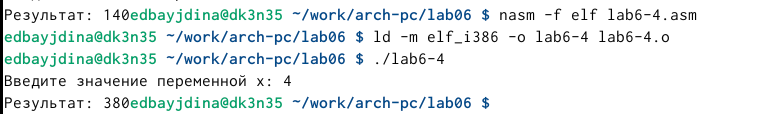 Результат: 140edbayjdina@dk3n35 ~/work/arch-pc/lab06 $ nasm -f elf lab6-4.asm
edbayjdina@dk3n35 ~/work/arch-pc/lab06 $ ld -m elf_i386 -o lab6-4 lab6-4.o
edbayjdina@dk3n35 ~/work/arch-pc/lab06 $ ./lab6-4
Введите значение переменной x: 4
Результат: 380edbayjdina@dk3n35 ~/work/arch-pc/lab06 $